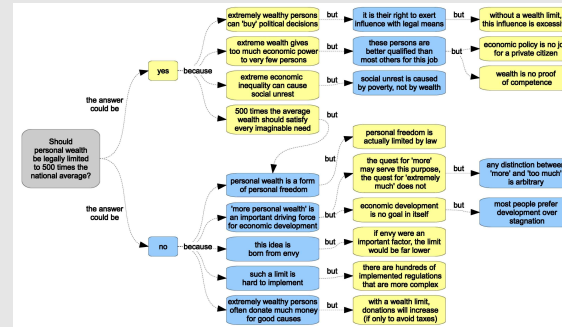 extremely wealthy persons
can 'buy' political decisions
but
it is their right to exert
influence with legal means
but
without a wealth limit,
this influence is excessi
extreme wealth gives
too much economic power
to very few persons
but
these persons are
better qualified than
most others for this job
but
economic policy is no jo
for a private citizen
wealth is no proof
of competence
yes
because
extreme economic
inequality can cause
social unrest
but
social unrest is caused
by poverty, not by wealth
500 times the average
wealth should satisfy
every imaginable need
but
the answer
could be
Should
personal wealth
be legally limited
to 500 times the
national average?
the answer
could be
no
because
personal wealth is a form
of personal freedom
but
personal freedom is
actually limited by law
'more personal wealth' is
an important driving force
for economic development
but
the quest for 'more'
may serve this purpose,
the quest for 'extremely
much' does not
but
any distinction between
'more' and 'too much'
is arbitrary
economic development
is no goal in itself
but
most people prefer
development over
stagnation
this idea is
born from envy
but
if envy were an
important factor, the limit
would be far lower
such a limit is
hard to implement
but
there are hundreds of
implemented regulations
that are more complex
extremely wealthy persons
often donate much money
for good causes
but
with a wealth limit,
donations will increase
(if only to avoid taxes)